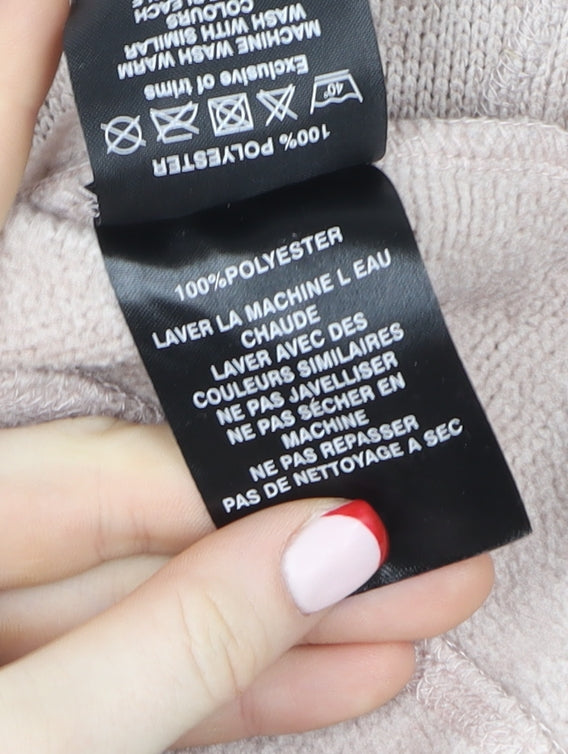 100% POLYESTER
40°
Exclusive of trims
MACHINE WASH WARM
WASH WITH SIMILAR
COLOURS
BLEACH
100%POLYESTER
LAVER LA MACHINE L EAU
CHAUDE
LAVER AVEC DES
COULEURS SIMILAIRES
NE PAS JAVELLISER
NE PAS SÉCHER EN
MACHINE
NE PAS REPASSER
PAS DE NETTOYAGE A SEC